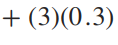 + (3)(0.3)